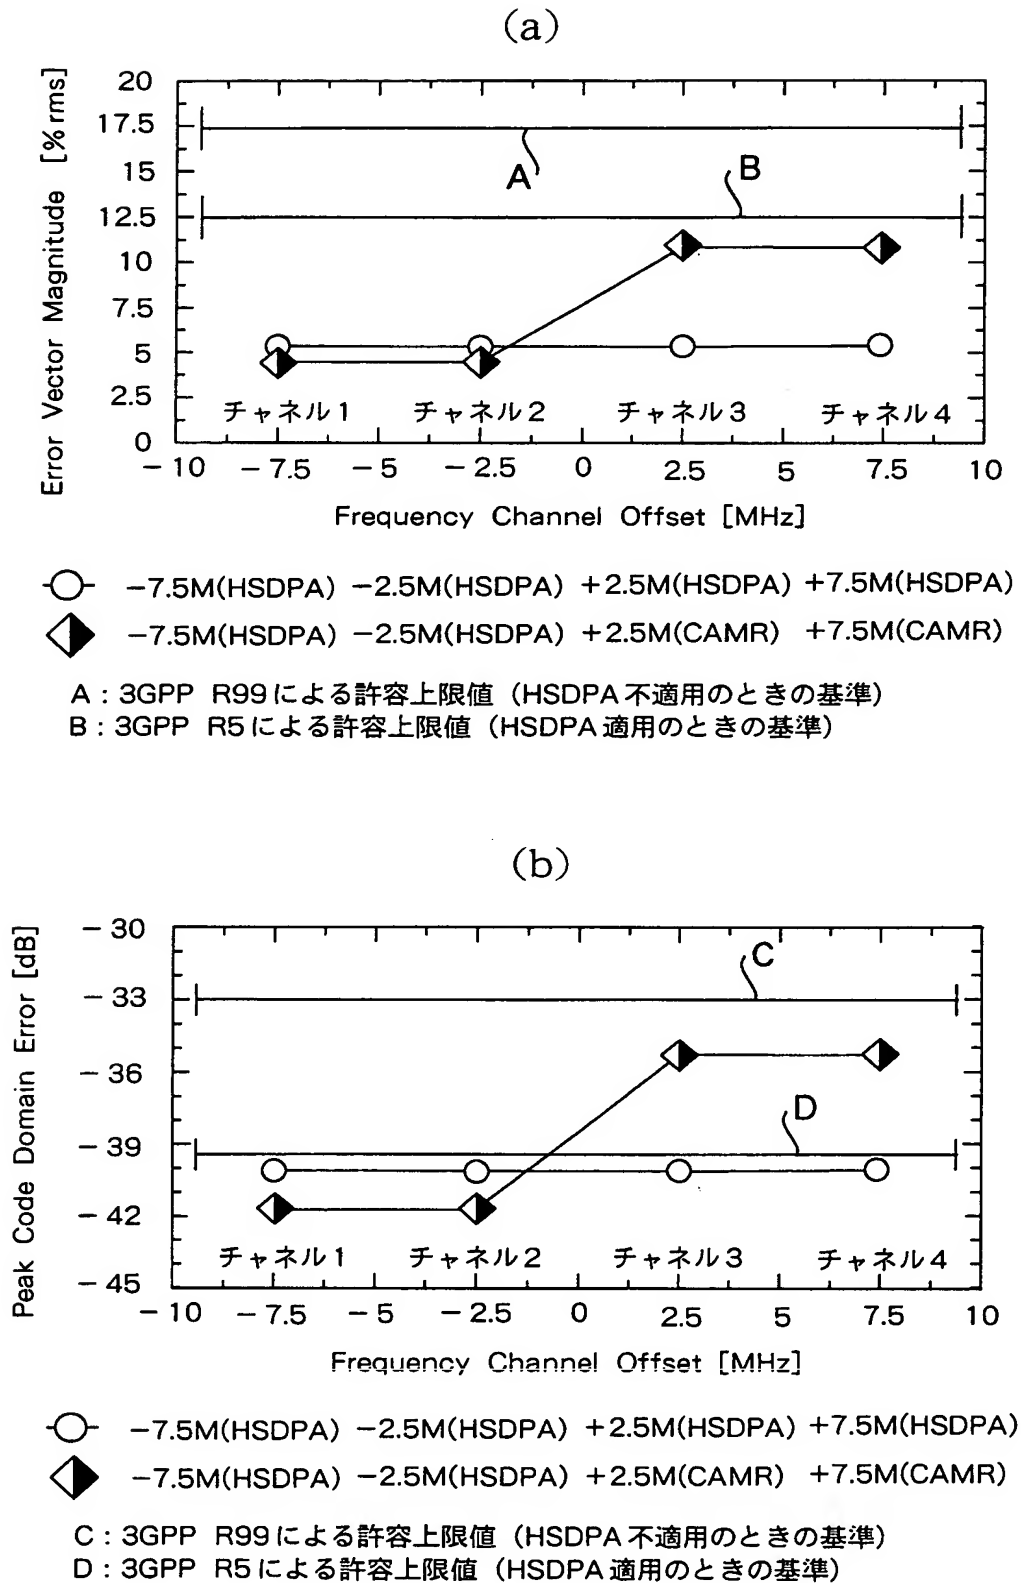 (a)
Error Vector Magnitude [%rms]
20
17.5
15
12.5
10
7.5
5
2.5
0
A
B
チャネル1 チャネル2 チャネル3 チャネル4
−10 −7.5 −5 −2.5 0 2.5 5 7.5 10
Frequency Channel Offset [MHz]
−7.5M(HSDPA) −2.5M(HSDPA) +2.5M(HSDPA) +7.5M(HSDPA)
−7.5M(HSDPA) −2.5M(HSDPA) +2.5M(CAMR) +7.5M(CAMR)
A：3GPP R99による許容上限値（HSDPA不適用のときの基準）
B：3GPP R5による許容上限値（HSDPA適用のときの基準）
(b)
Peak Code Domain Error [dB]
−30
−33
−36
−39
−42
−45
C
D
チャネル1 チャネル2 チャネル3 チャネル4
−10 −7.5 −5 −2.5 0 2.5 5 7.5 10
Frequency Channel Offset [MHz]
−7.5M(HSDPA) −2.5M(HSDPA) +2.5M(HSDPA) +7.5M(HSDPA)
−7.5M(HSDPA) −2.5M(HSDPA) +2.5M(CAMR) +7.5M(CAMR)
C：3GPP R99による許容上限値（HSDPA不適用のときの基準）
D：3GPP R5による許容上限値（HSDPA適用のときの基準）